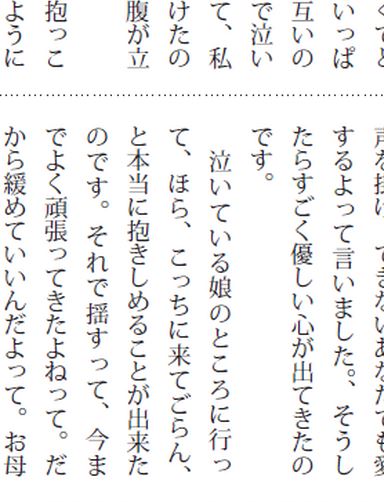 くてと
いっぱ
互いの
で泣い
て、私
けたの
腹が立
抱っこ
ように
声を掛け、できないあなたでも愛
するよって言いました。、そうし
たらすごく優しい心が出てきたの
です。
泣いている娘のところに行っ
て、ほら、こっちに来てごらん、
と本当に抱きしめることが出来た
のです。それで揺すって、今ま
でよく頑張ってきたよねって。だ
から緩めていいんだよって。お母